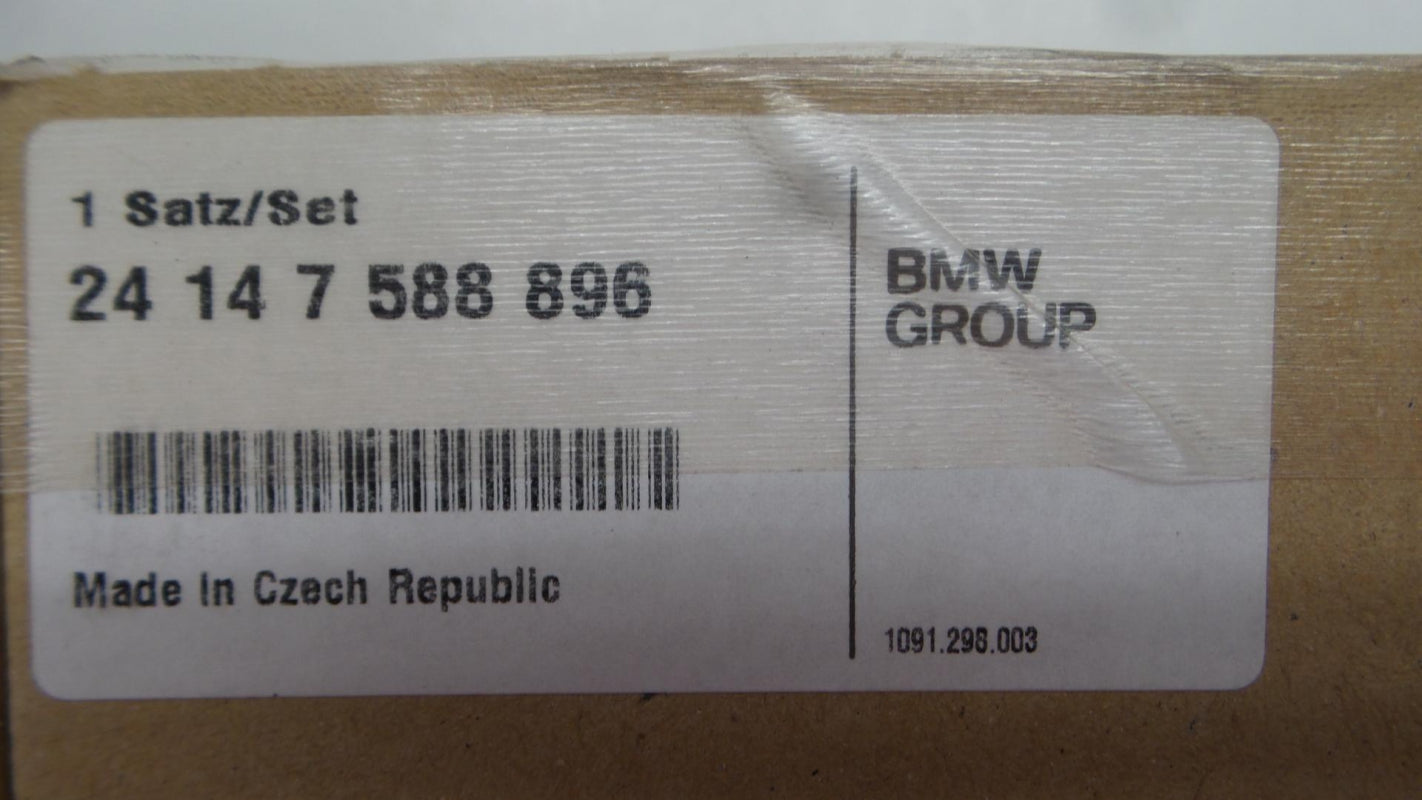 1 Satz/Set
24 14 7 588 896
Made In Czech Republic
BMW
GROUP
1091.298.003